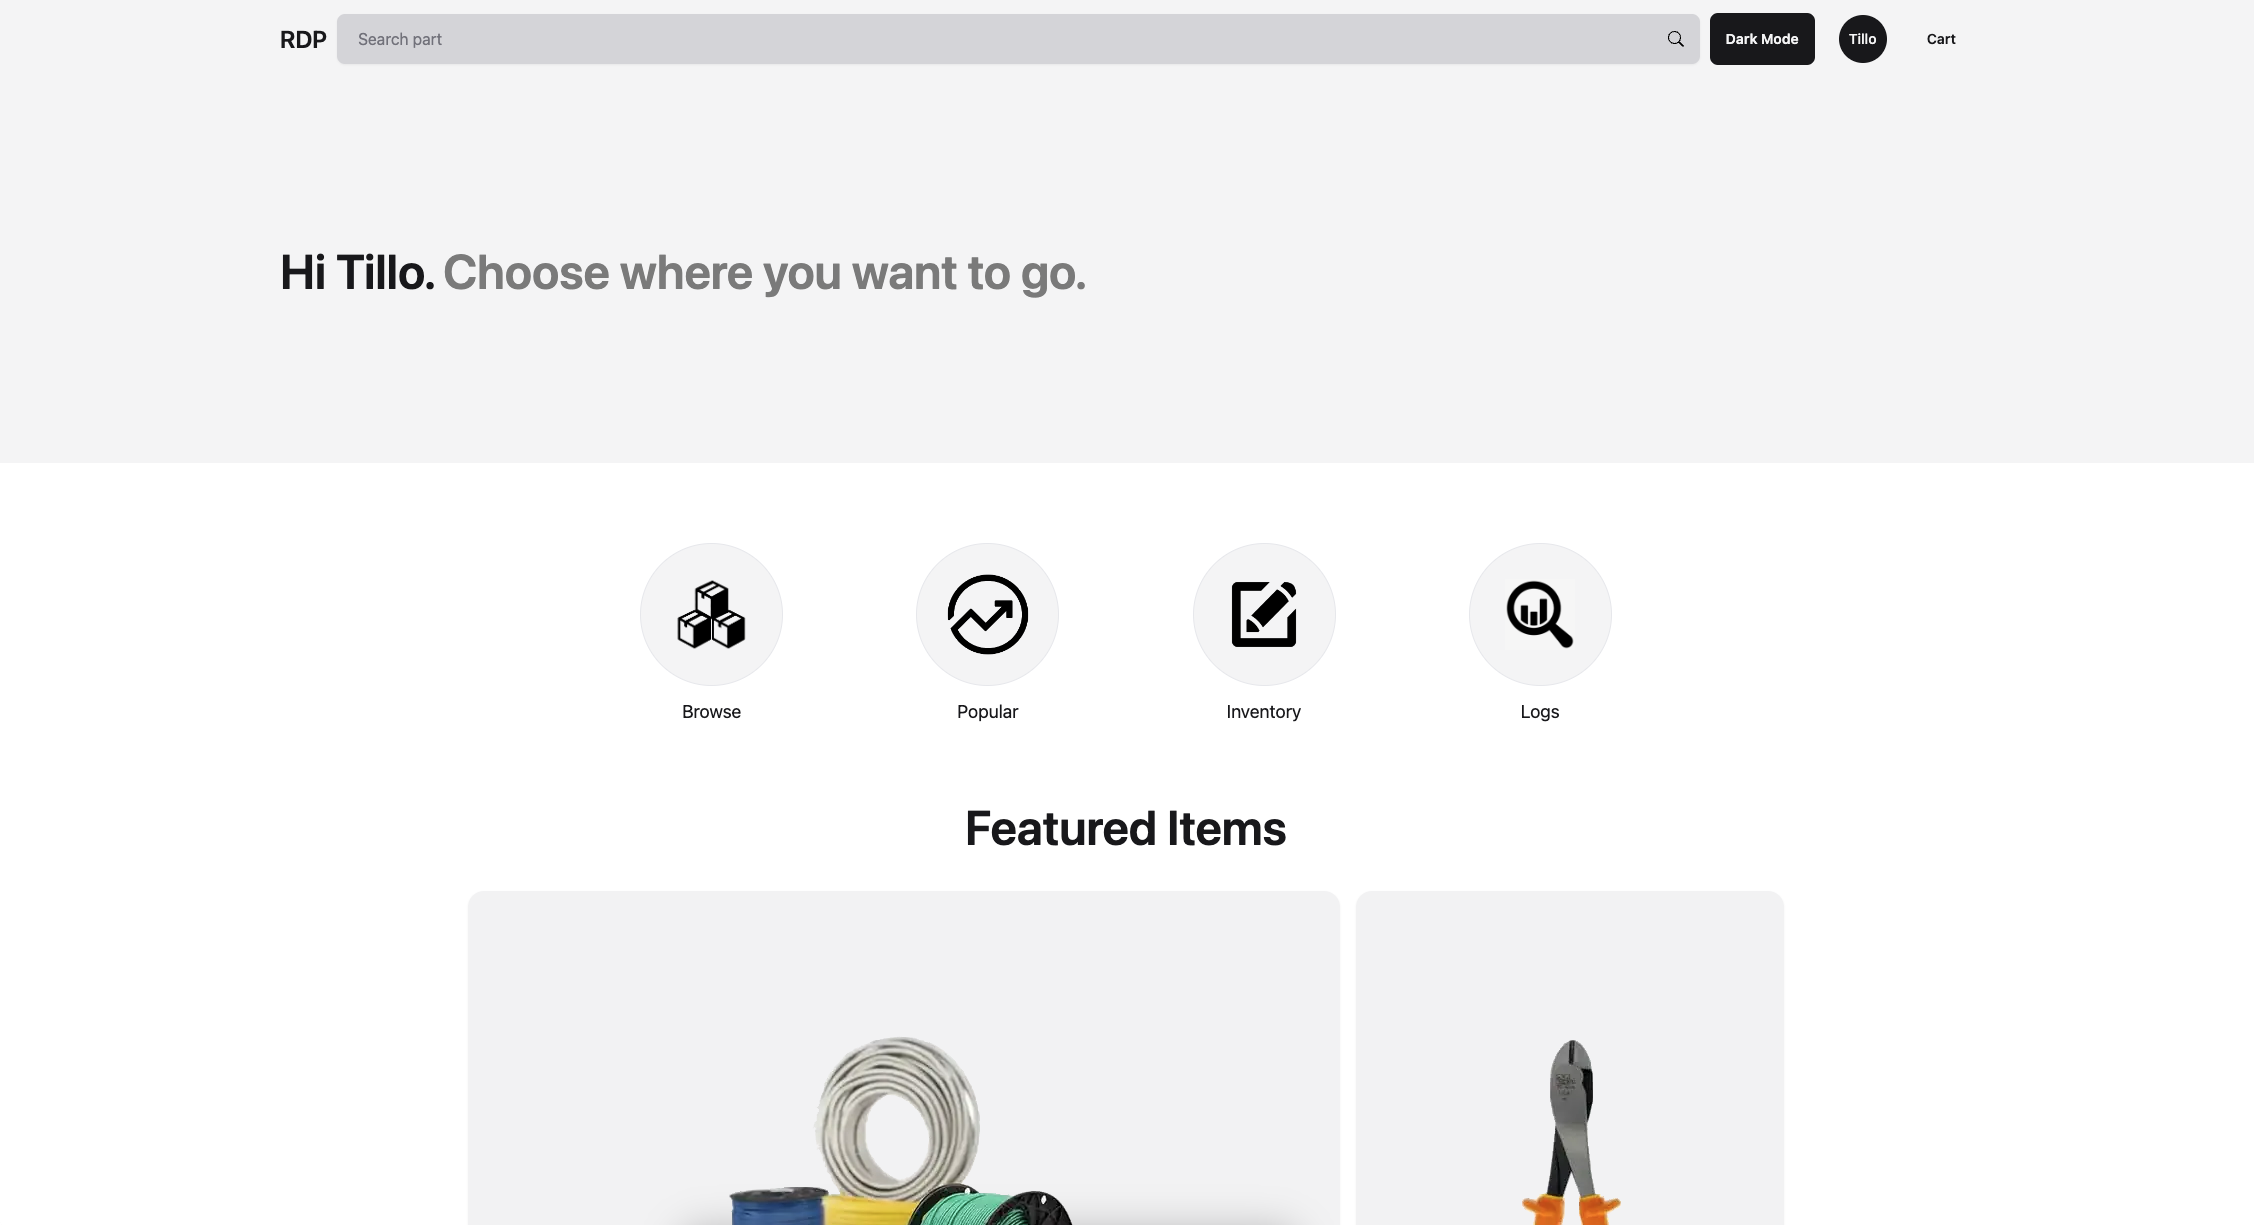 RDP
Search part
Dark Mode
Tillo
Cart
Hi Tillo. Choose where you want to go.
Browse
Popular
Inventory
Logs
Featured Items